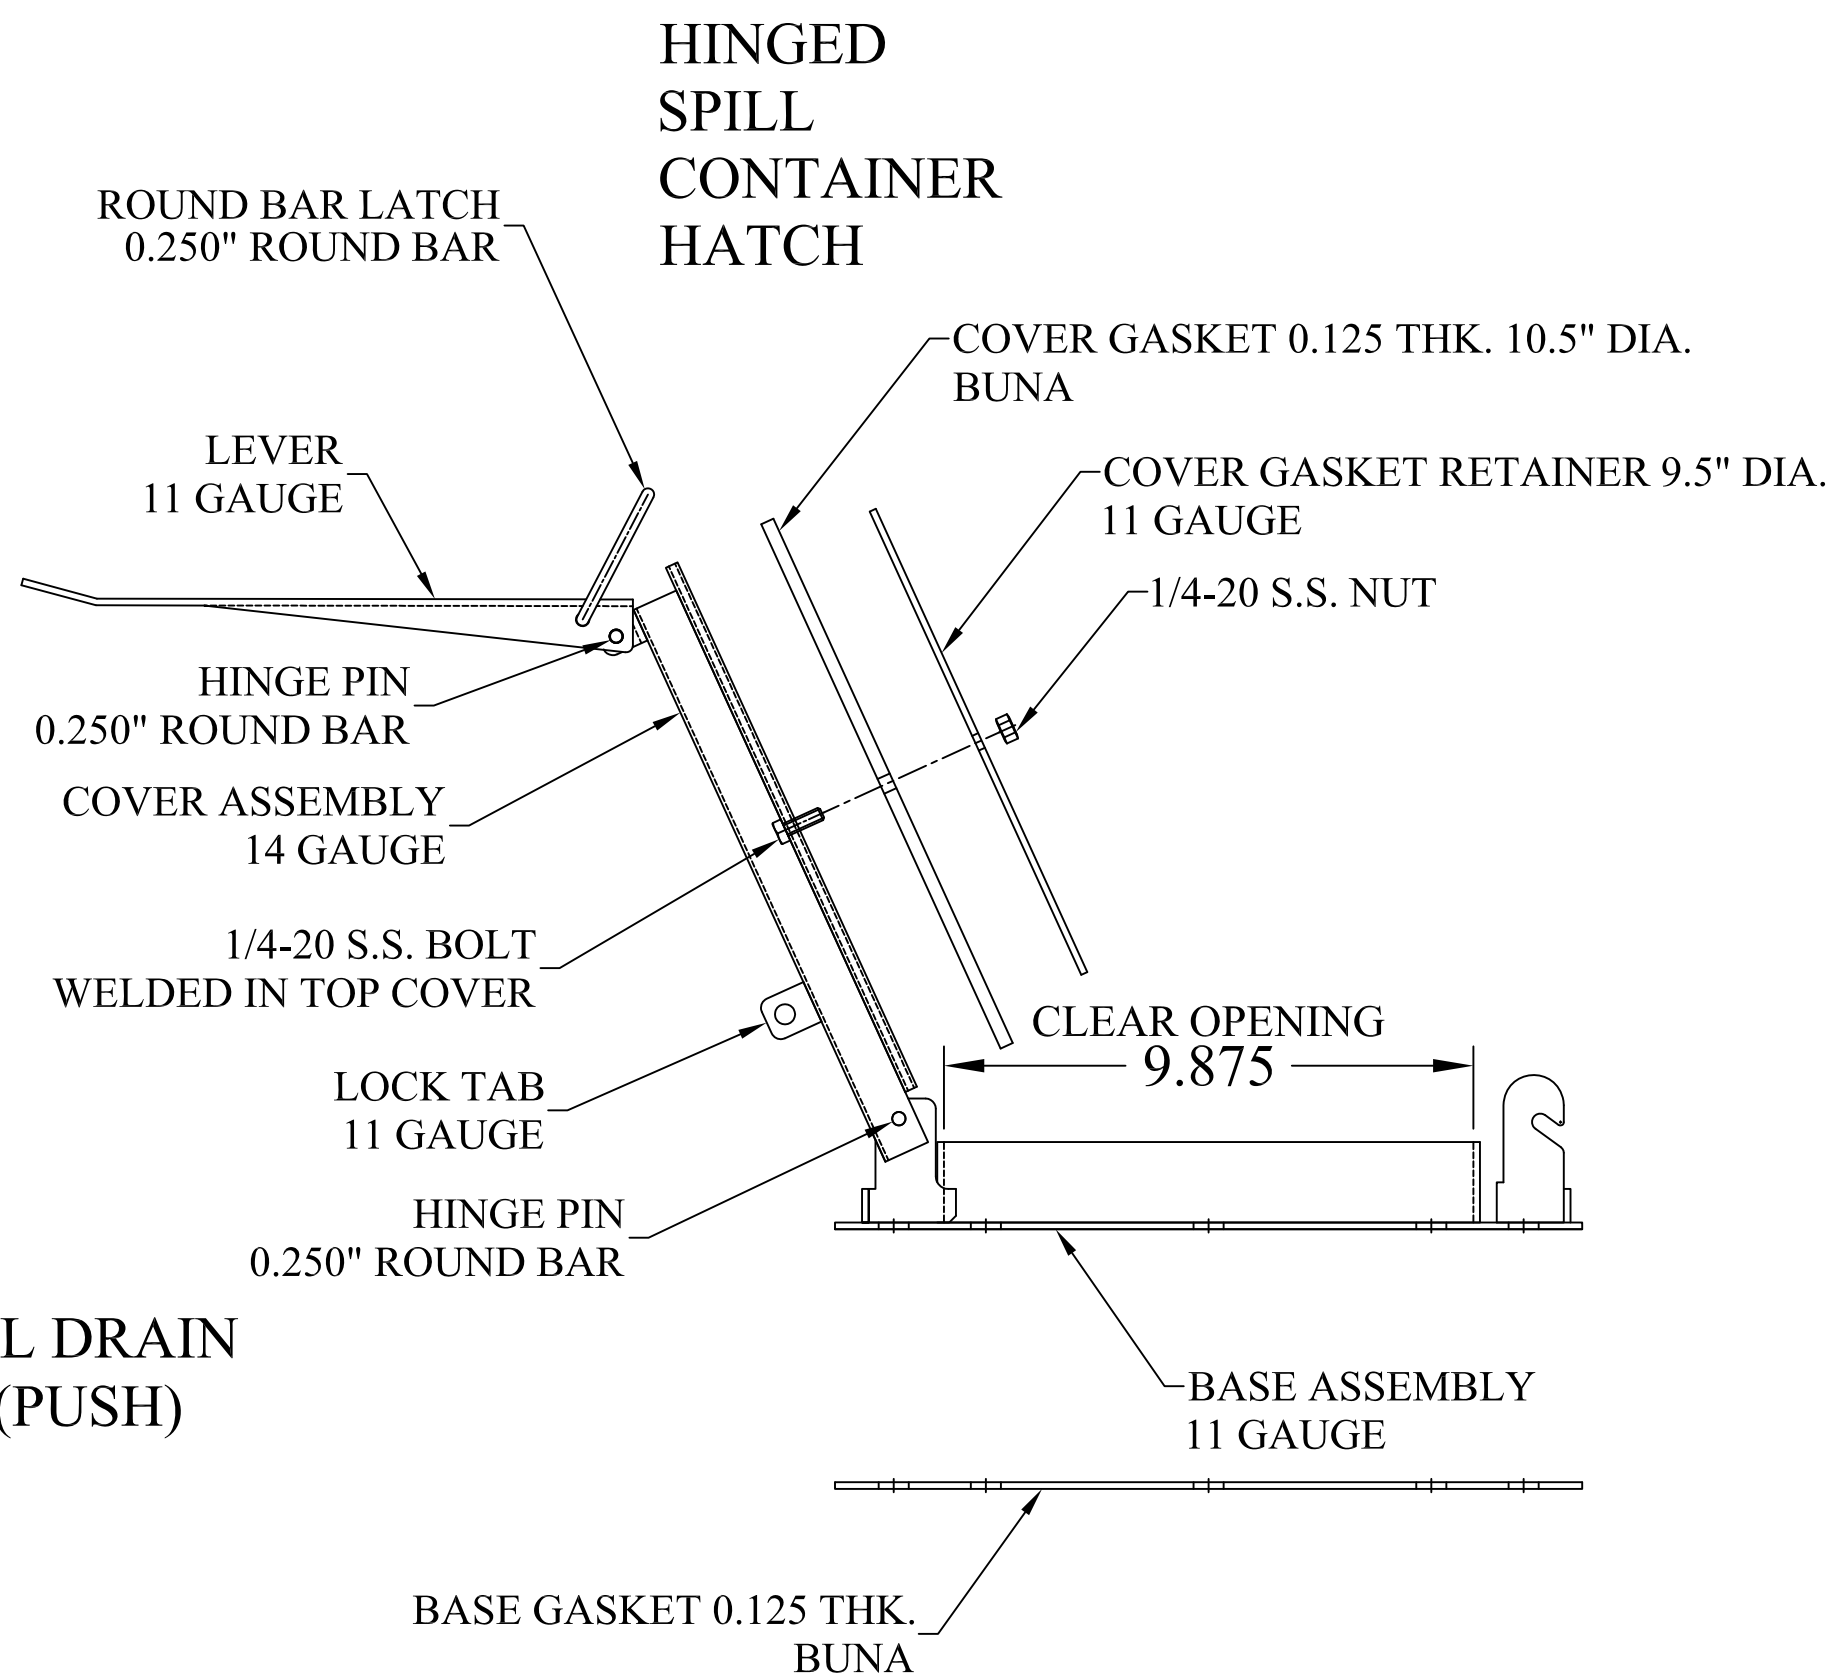 HINGED
SPILL
CONTAINER
HATCH
ROUND BAR LATCH
0.250" ROUND BAR
COVER GASKET 0.125 THK. 10.5" DIA.
BUNA
LEVER
11 GAUGE
COVER GASKET RETAINER 9.5" DIA.
11 GAUGE
1/4-20 S.S. NUT
HINGE PIN
0.250" ROUND BAR
COVER ASSEMBLY
14 GAUGE
1/4-20 S.S. BOLT
WELDED IN TOP COVER
CLEAR OPENING
9.875
LOCK TAB
11 GAUGE
HINGE PIN
0.250" ROUND BAR
L DRAIN
(PUSH)
BASE ASSEMBLY
11 GAUGE
BASE GASKET 0.125 THK.
BUNA